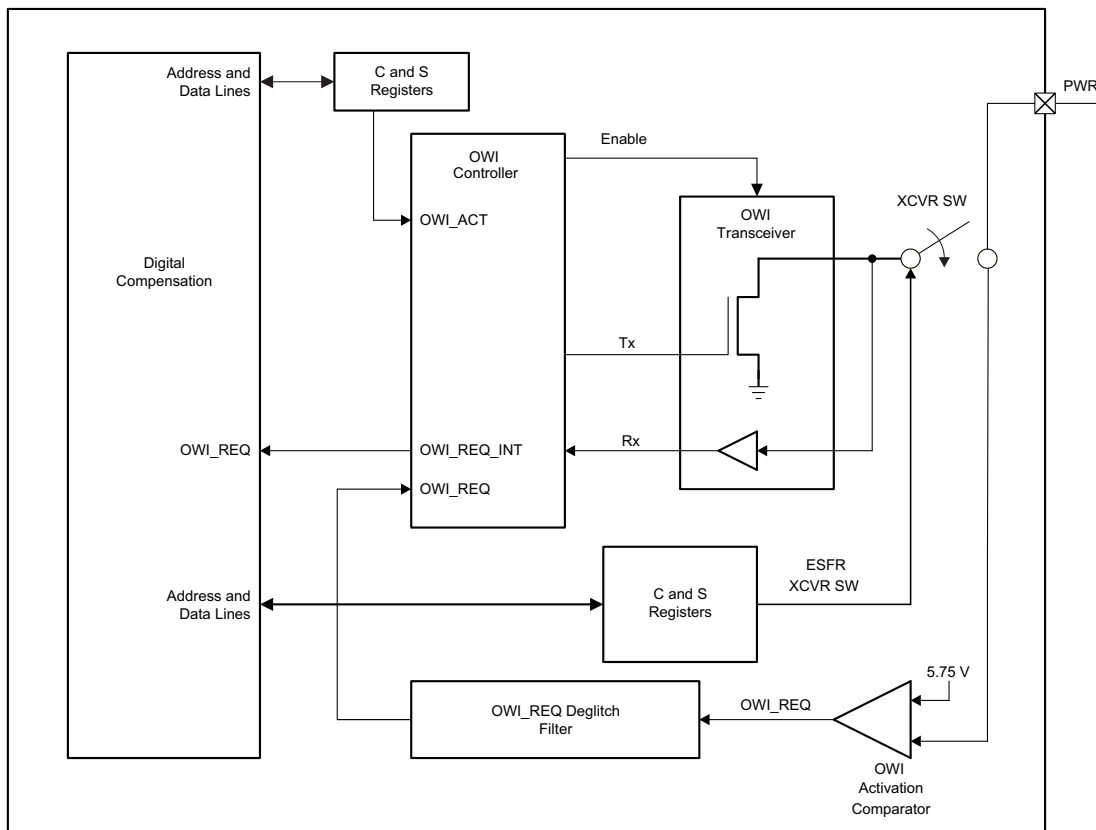 Address and
Data Lines
C and S
Registers
PWR
OWI
Controller
Enable
OWI_ACT
OWI
Transceiver
XCVR SW
Digital
Compensation
Tx
OWI_REQ
OWI_REQ_INT
Rx
OWI_REQ
Address and
Data Lines
C and S
Registers
ESFR
XCVR SW
5.75 V
OWI_REQ Deglitch
Filter
OWI_REQ
OWI
Activation
Comparator